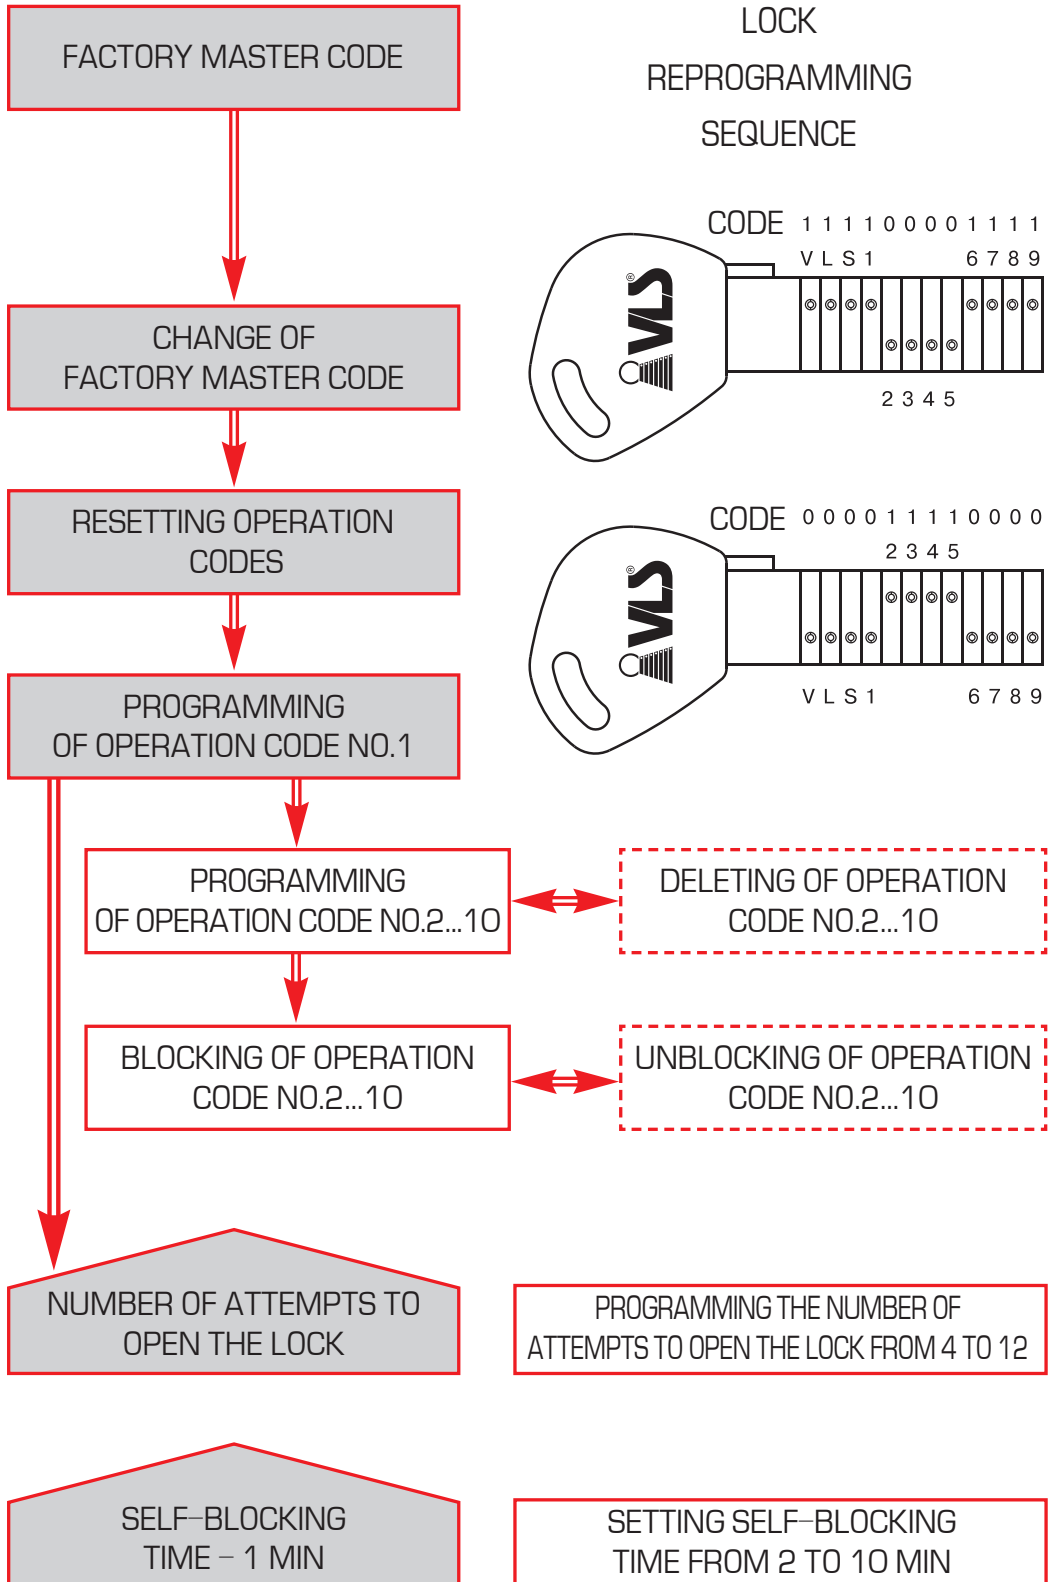 FACTORY MASTER CODE
LOCK
REPROGRAMMING
SEQUENCE
CODE 1 1 1 1 0 0 0 0 1 1 1 1
V L S 1 6 7 8 9
VLS®
2 3 4 5
CHANGE OF
FACTORY MASTER CODE
RESETTING OPERATION
CODES
CODE 0 0 0 0 1 1 1 1 0 0 0 0
2 3 4 5
VLS®
V L S 1 6 7 8 9
PROGRAMMING
OF OPERATION CODE NO.1
PROGRAMMING
OF OPERATION CODE NO.2...10
DELETING OF OPERATION
CODE NO.2...10
BLOCKING OF OPERATION
CODE NO.2...10
UNBLOCKING OF OPERATION
CODE NO.2...10
NUMBER OF ATTEMPTS TO
OPEN THE LOCK
PROGRAMMING THE NUMBER OF
ATTEMPTS TO OPEN THE LOCK FROM 4 TO 12
SELF-BLOCKING
TIME – 1 MIN
SETTING SELF-BLOCKING
TIME FROM 2 TO 10 MIN